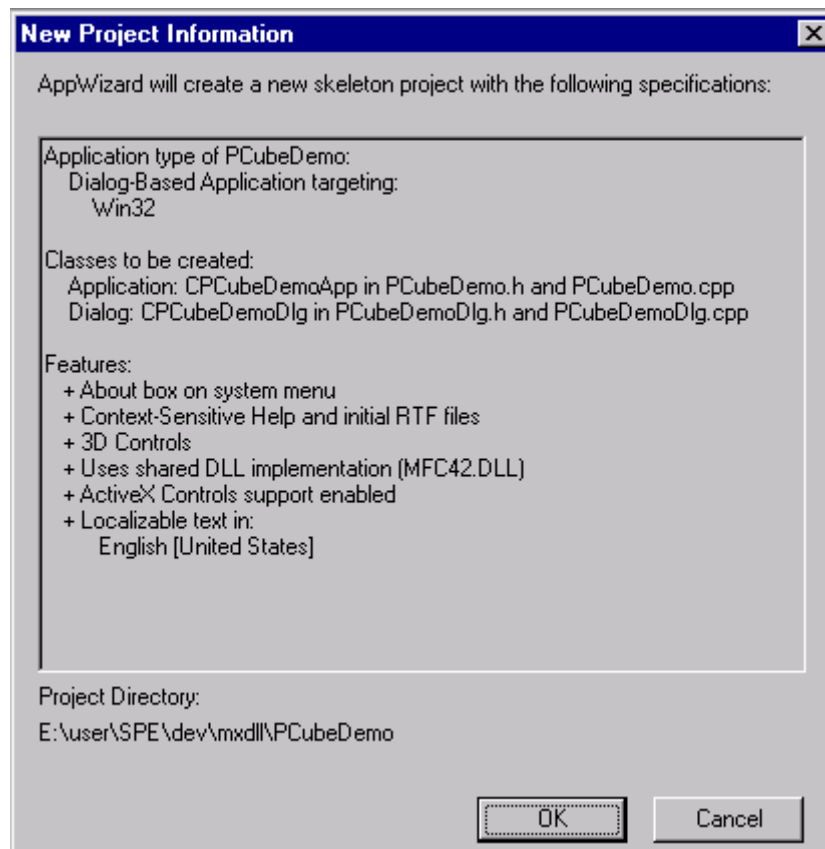 New Project Information
AppWizard will create a new skeleton project with the following specifications:
Application type of PCubeDemo:
Dialog-Based Application targeting:
Win32
Classes to be created:
Application: CPCubeDemoApp in PCubeDemo.h and PCubeDemo.cpp
Dialog: CPCubeDemoDlg in PCubeDemoDlg.h and PCubeDemoDlg.cpp
Features:
+ About box on system menu
+ Context-Sensitive Help and initial RTF files
+ 3D Controls
+ Uses shared DLL implementation (MFC42.DLL)
+ ActiveX Controls support enabled
+ Localizable text in:
English [United States]
Project Directory:
E:\user\SPE\dev\mxdll\PCubeDemo
OK Cancel